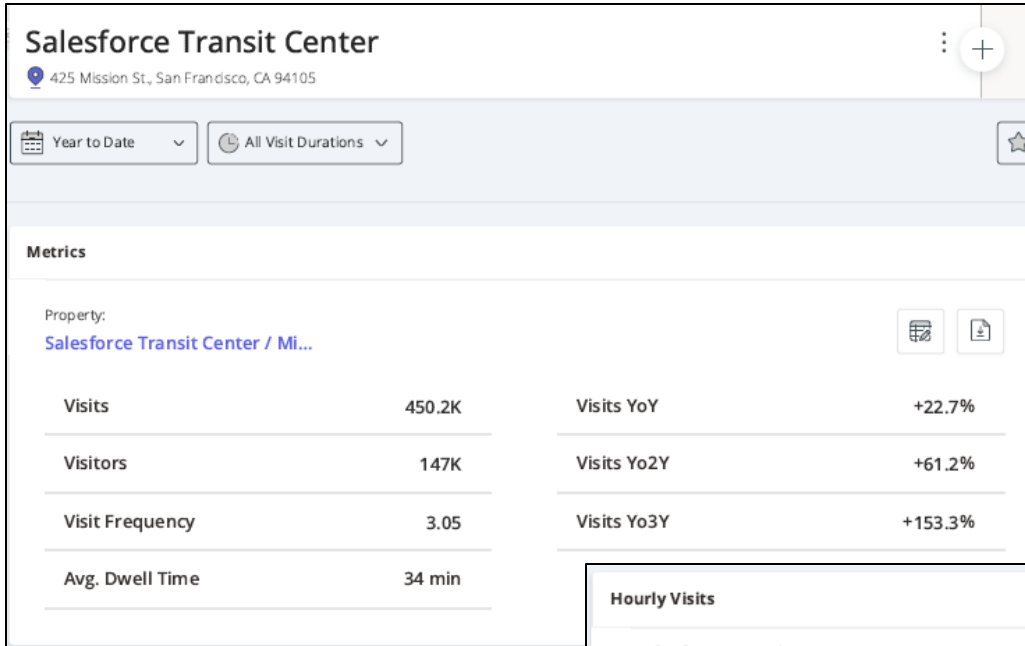 Salesforce Transit Center
425 Mission St., San Francisco, CA 94105
Year to Date
All Visit Durations
Metrics
Property:
Salesforce Transit Center / Mi...
Visits 450.2K Visits YoY +22.7%
Visitors 147K Visits Yo2Y +61.2%
Visit Frequency 3.05 Visits Yo3Y +153.3%
Avg. Dwell Time 34 min
Hourly Visits